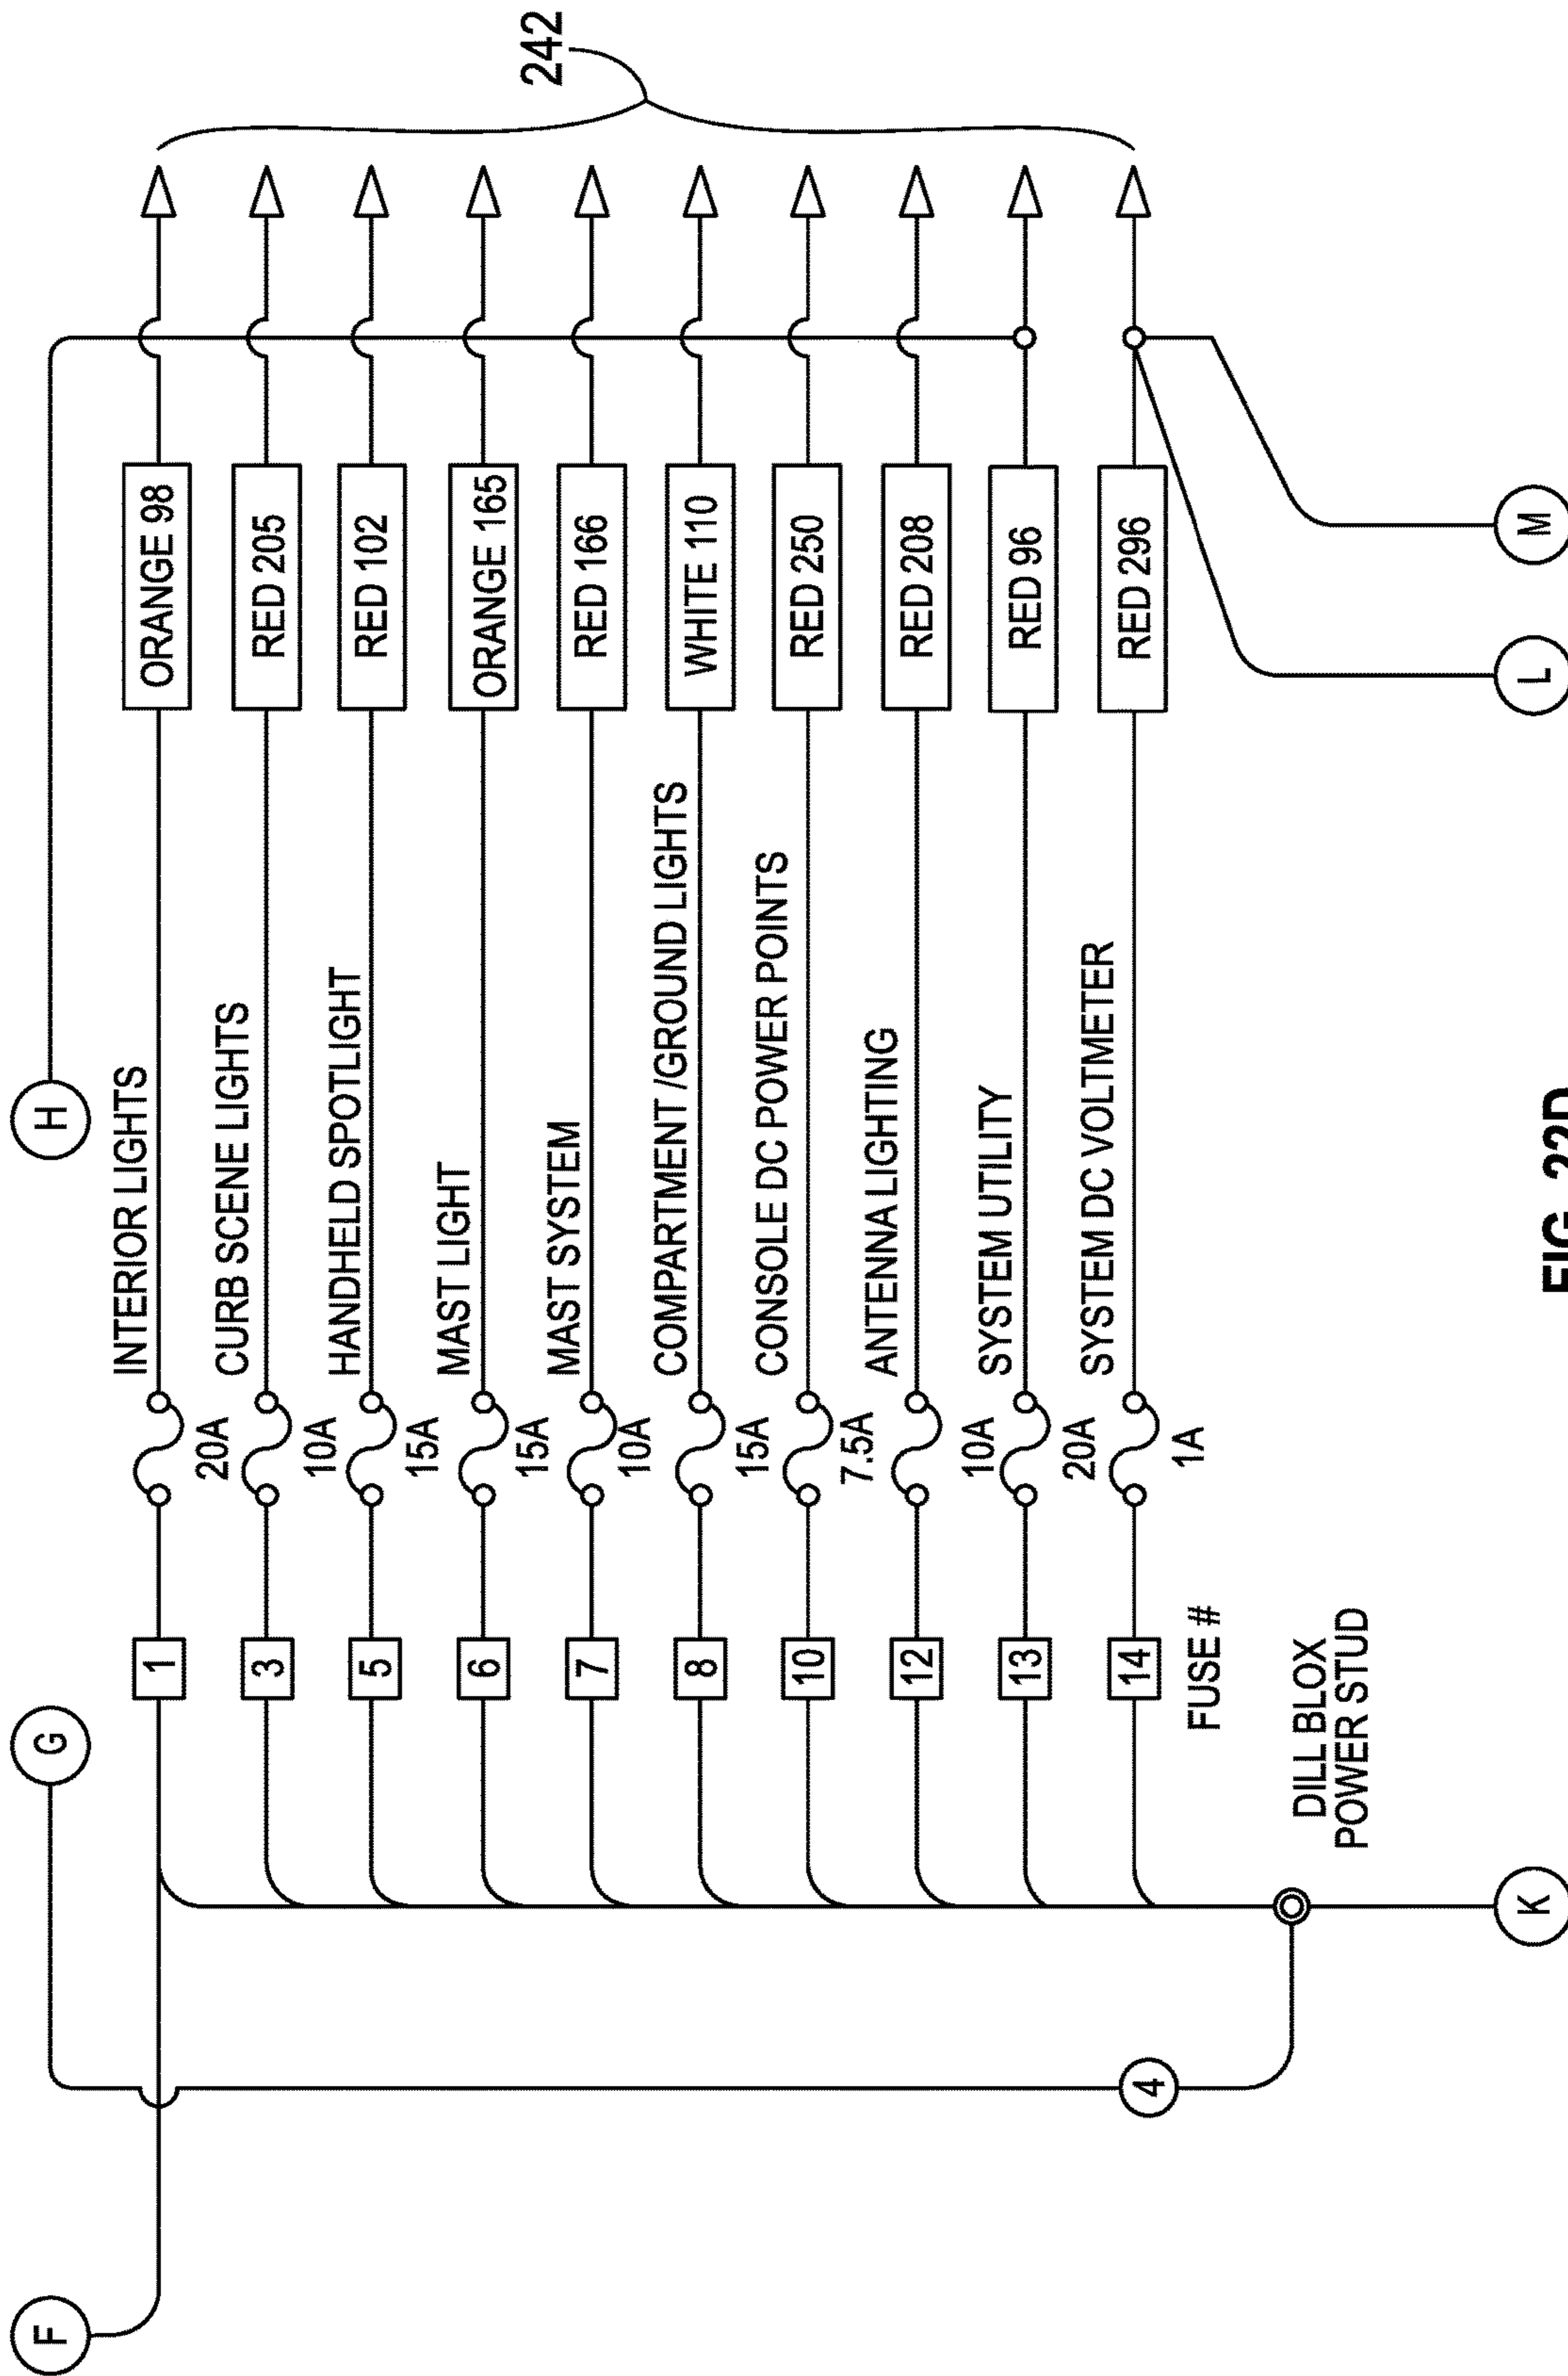 F
G
H
1
20A
INTERIOR LIGHTS
ORANGE 98
3
10A
CURB SCENE LIGHTS
RED 205
5
15A
HANDHELD SPOTLIGHT
RED 102
6
15A
MAST LIGHT
ORANGE 165
7
10A
MAST SYSTEM
RED 166
8
15A
COMPARTMENT /GROUND LIGHTS
WHITE 110
10
7.5A
CONSOLE DC POWER POINTS
RED 250
12
10A
ANTENNA LIGHTING
RED 208
13
20A
SYSTEM UTILITY
RED 96
14
1A
SYSTEM DC VOLTMETER
RED 296
242
4
FUSE #
DILL BLOX
POWER STUD
K
L
M
FIG. 22D